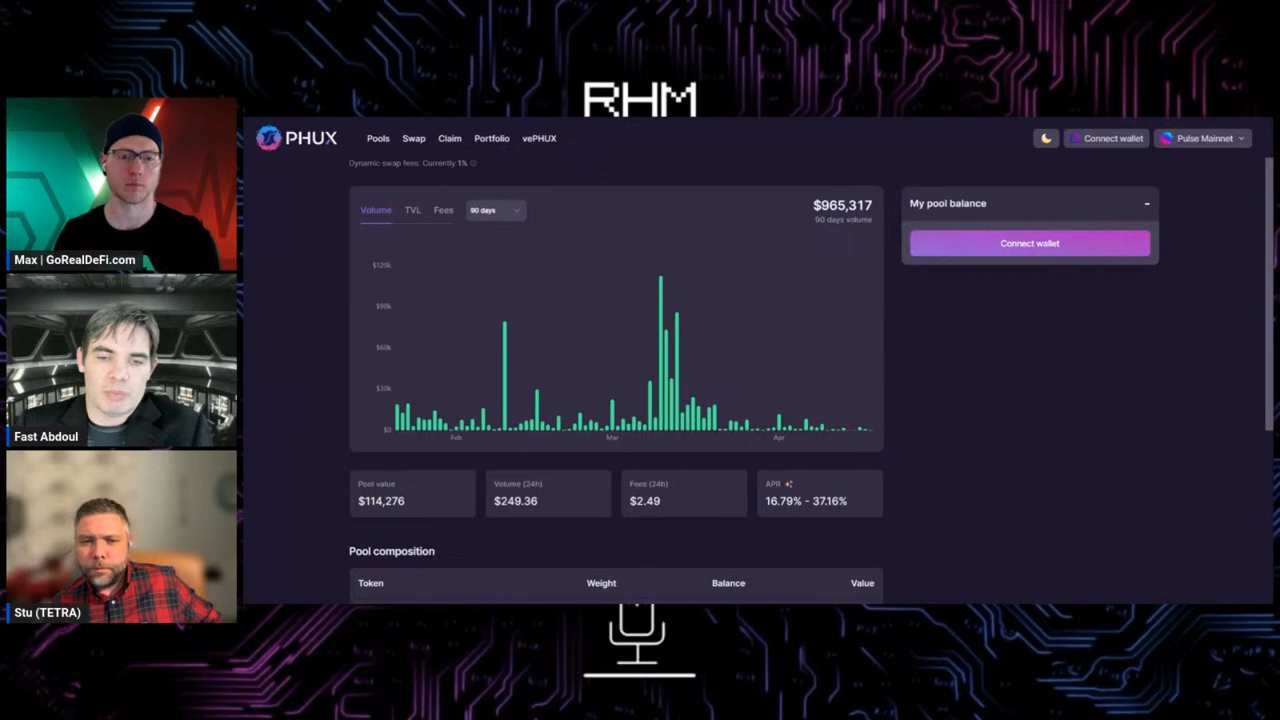 RHM
PHUX
Pools Swap Claim Portfolio vePHUX
Connect wallet
Pulse Mainnet
Dynamic swap fees: Currently 1%
Volume TVL Fees 90 days
$965,317
90 days volume
My pool balance
Connect wallet
$120k
$60k
$30k
$0
Feb Mar Apr
Pool value Volume (24h) Fees (24h) APR
$114,276 $249.36 $2.49 16.79% - 37.16%
Pool composition
Token Weight Balance Value
Max | GoRealDeFi.com
Fast Abdoul
Stu (TETRA)